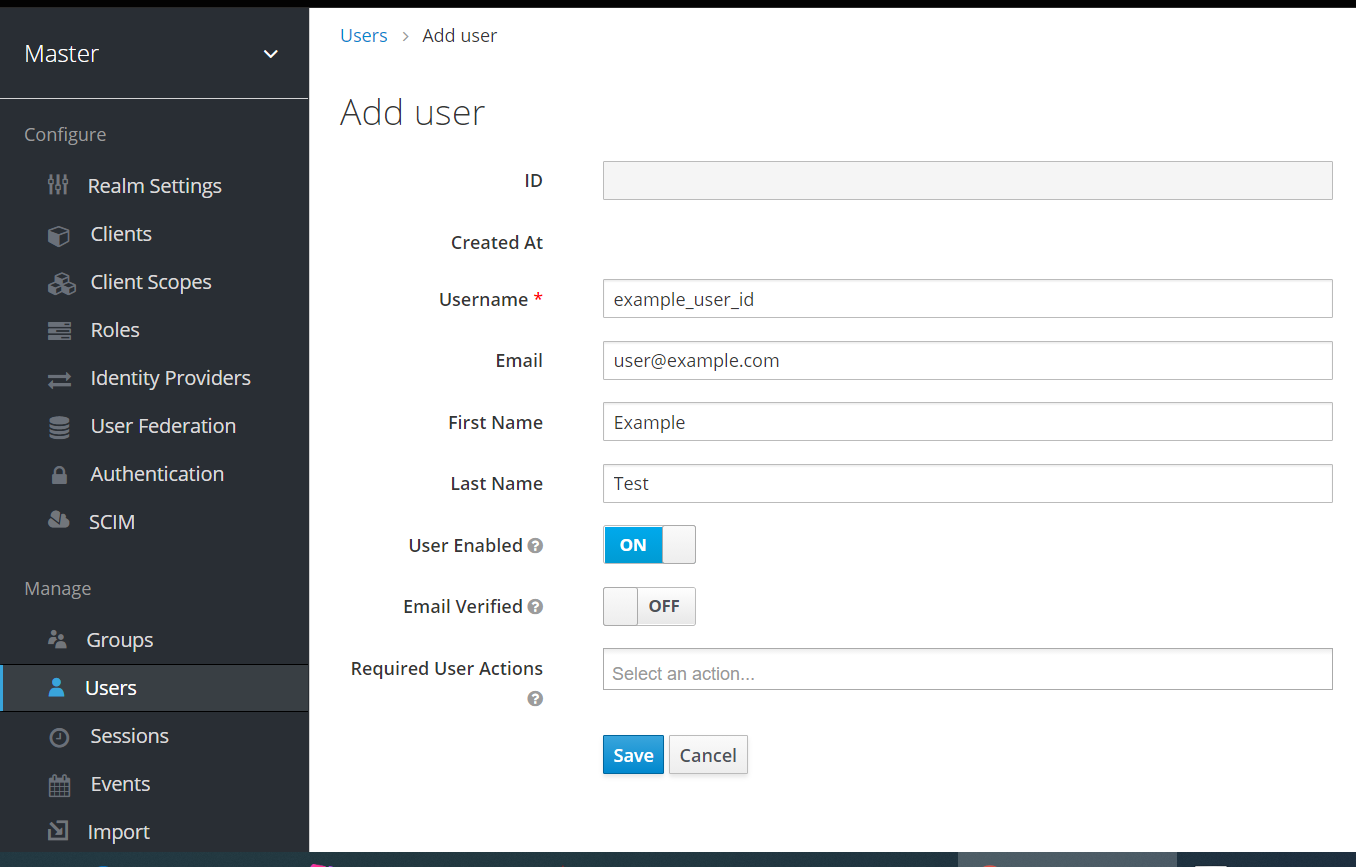 Master
Configure
Realm Settings
Clients
Client Scopes
Roles
Identity Providers
User Federation
Authentication
SCIM
Manage
Groups
Users
Sessions
Events
Import
Users > Add user
Add user
ID
Created At
Username * example_user_id
Email user@example.com
First Name Example
Last Name Test
User Enabled ? ON
Email Verified ? OFF
Required User Actions ? Select an action...
Save Cancel